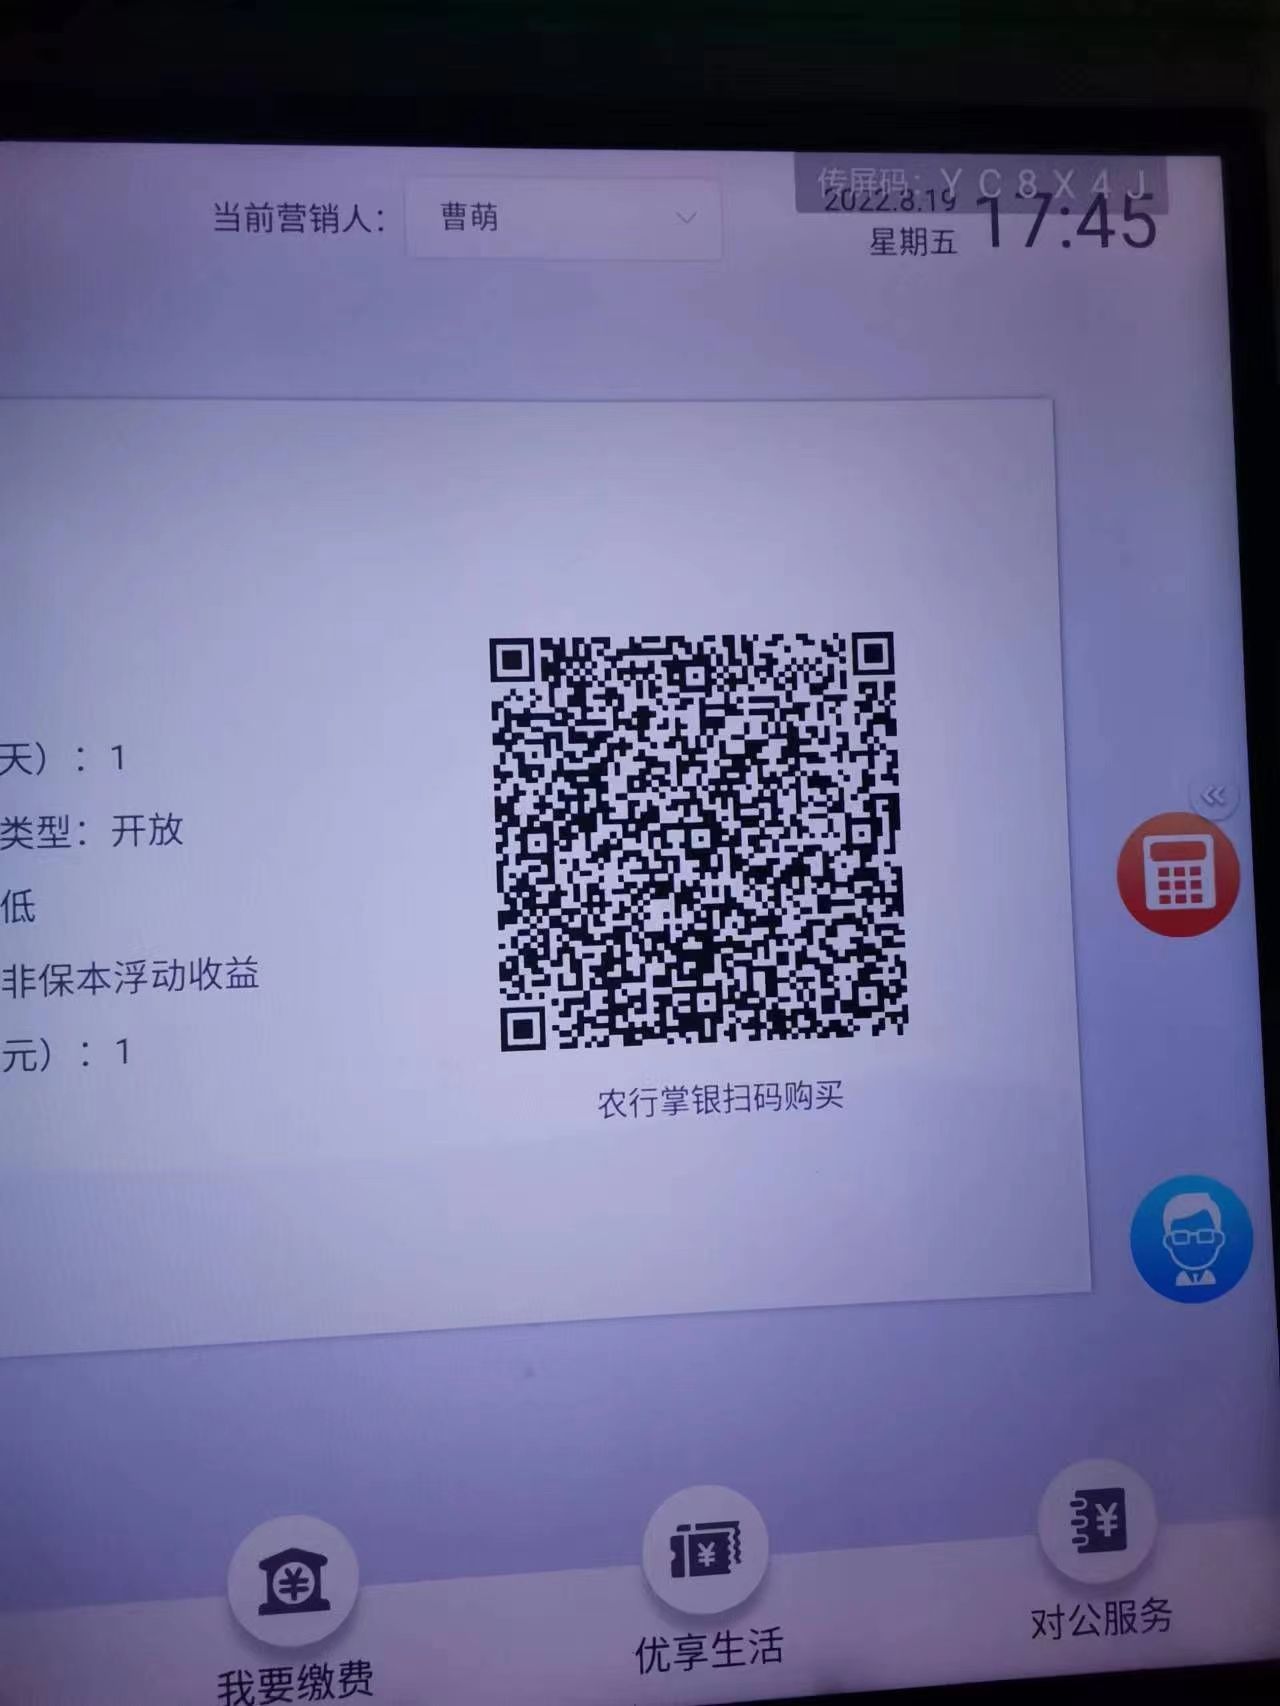 传屏码：YC8X4J
当前营销人：
曹萌
2022.8.19
星期五
17:45
天）：1
类型：开放
低
非保本浮动收益
元）：1
农行掌银扫码购买
我要缴费
优享生活
对公服务